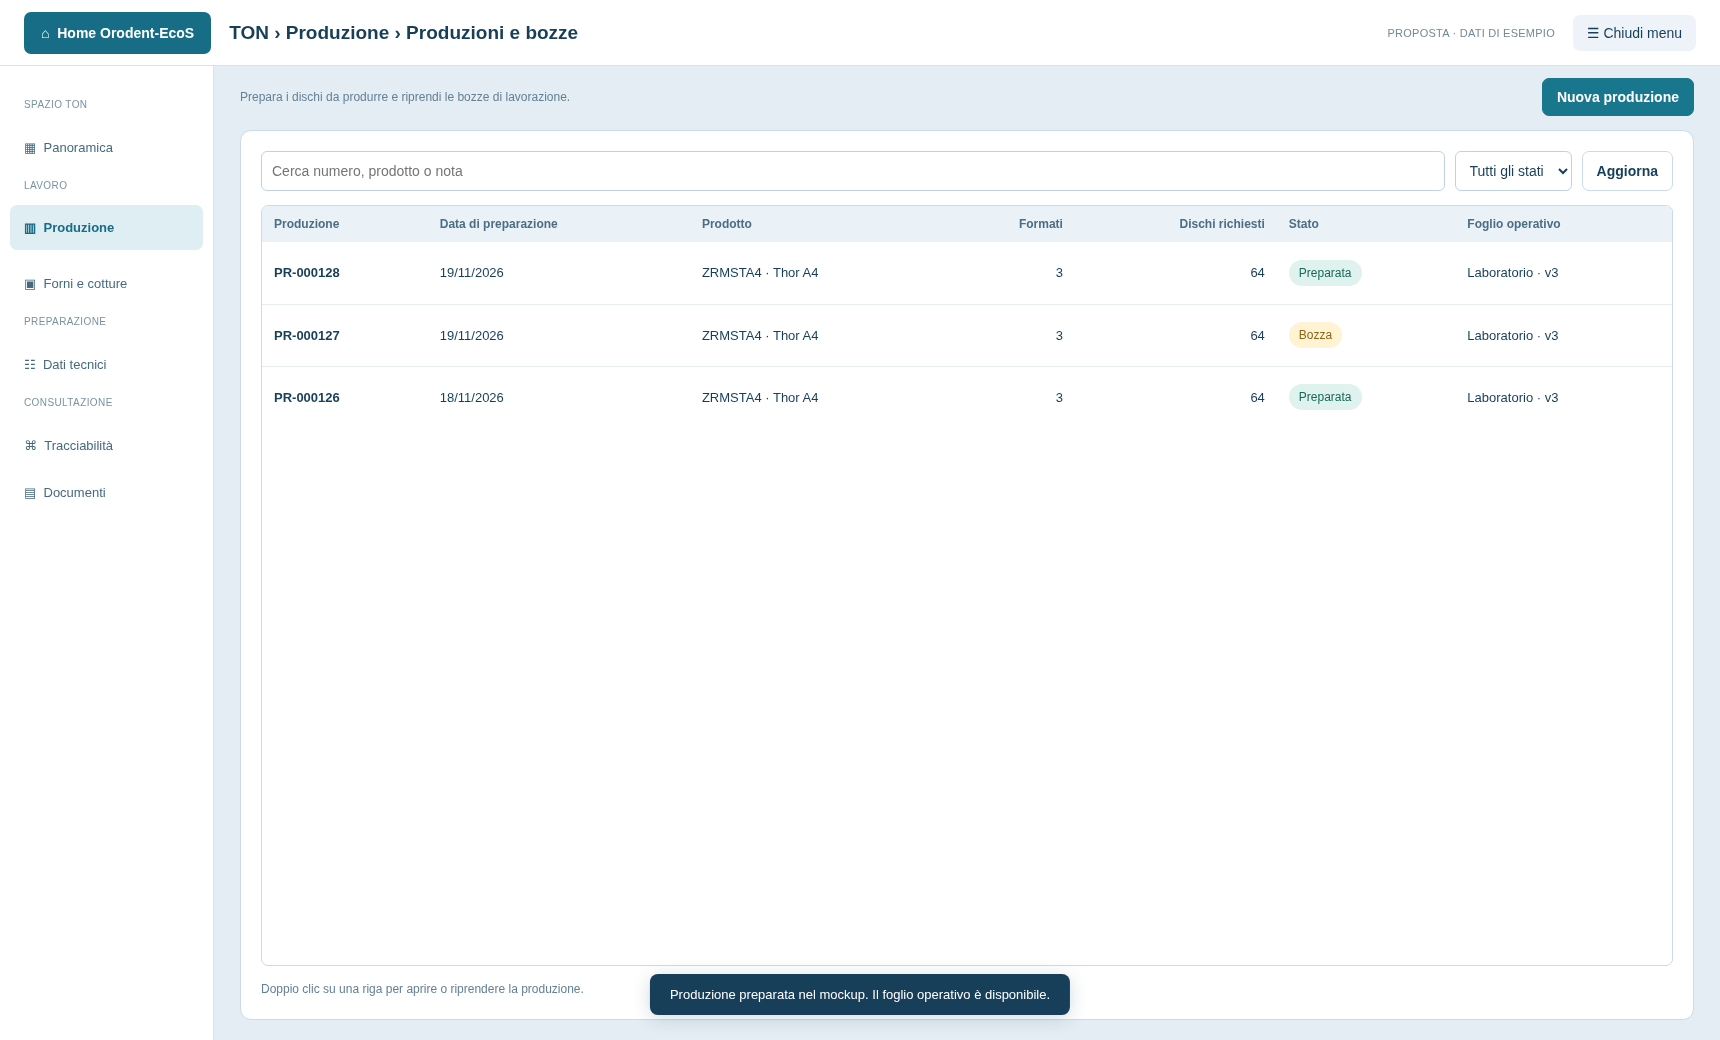 ⌂ Home Orodent-EcoS
TON › Produzione › Produzioni e bozze
PROPOSTA · DATI DI ESEMPIO
☰ Chiudi menu
SPAZIO TON
Panoramica
LAVORO
Produzione
Forni e cotture
PREPARAZIONE
Dati tecnici
CONSULTAZIONE
⌘ Tracciabilità
Documenti
Prepara i dischi da produrre e riprendi le bozze di lavorazione.
Nuova produzione
Cerca numero, prodotto o nota
Tutti gli stati
Aggiorna
Produzione Data di preparazione Prodotto Formati Dischi richiesti Stato Foglio operativo
PR-000128 19/11/2026 ZRMSTA4 · Thor A4 3 64 Preparata Laboratorio · v3
PR-000127 19/11/2026 ZRMSTA4 · Thor A4 3 64 Bozza Laboratorio · v3
PR-000126 18/11/2026 ZRMSTA4 · Thor A4 3 64 Preparata Laboratorio · v3
Doppio clic su una riga per aprire o riprendere la produzione.
Produzione preparata nel mockup. Il foglio operativo è disponibile.